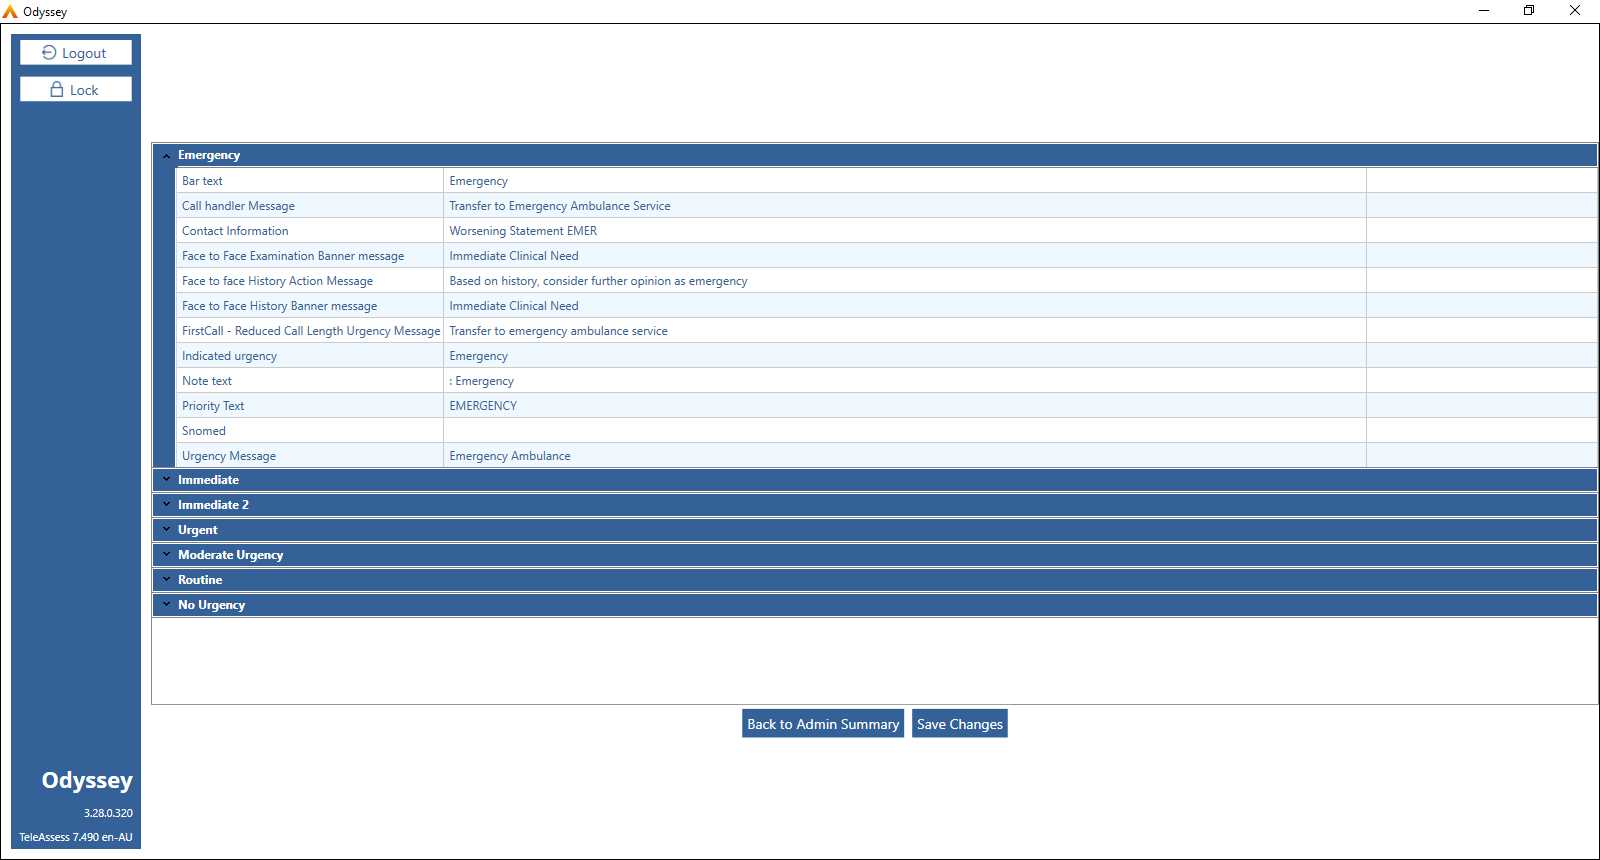 Odyssey
Logout
Lock
Emergency
Bar text Emergency
Call handler Message Transfer to Emergency Ambulance Service
Contact Information Worsening Statement EMER
Face to Face Examination Banner message Immediate Clinical Need
Face to face History Action Message Based on history, consider further opinion as emergency
Face to Face History Banner message Immediate Clinical Need
FirstCall - Reduced Call Length Urgency Message Transfer to emergency ambulance service
Indicated urgency Emergency
Note text : Emergency
Priority Text EMERGENCY
Snomed
Urgency Message Emergency Ambulance
Immediate
Immediate 2
Urgent
Moderate Urgency
Routine
No Urgency
Back to Admin Summary Save Changes
Odyssey
3.28.0.320
TeleAssess 7.490 en-AU